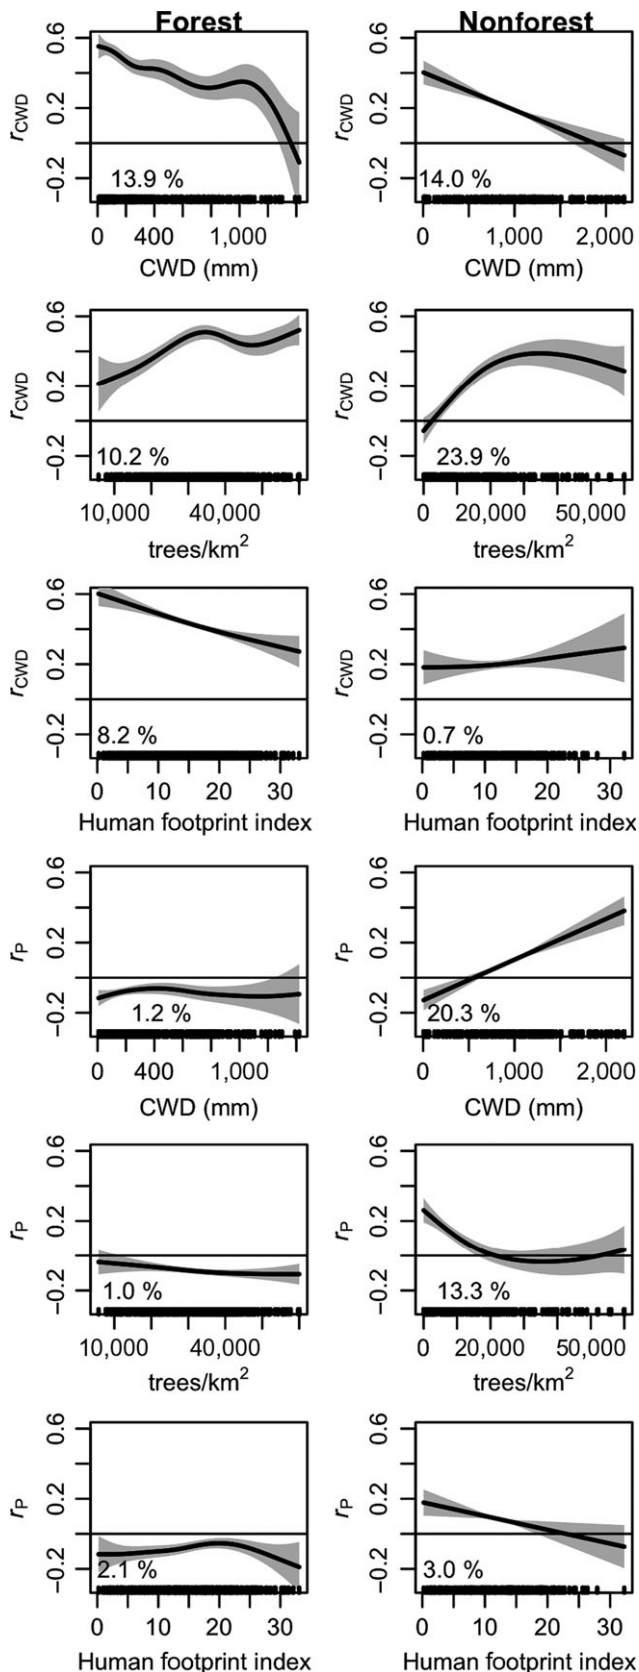 Forest Nonforest
rCWD 0.6 0.2 −0.2 13.9 % rCWD 0.6 0.2 −0.2 14.0 %
0 400 1,000 0 1,000 2,000
CWD (mm) CWD (mm)
rCWD 0.6 0.2 −0.2 10.2 % rCWD 0.6 0.2 −0.2 23.9 %
10,000 40,000 0 20,000 50,000
trees/km² trees/km²
rCWD 0.6 0.2 −0.2 8.2 % rCWD 0.6 0.2 −0.2 0.7 %
0 10 20 30 0 10 20 30
Human footprint index Human footprint index
rP 0.6 0.2 −0.2 1.2 % rP 0.6 0.2 −0.2 20.3 %
0 400 1,000 0 1,000 2,000
CWD (mm) CWD (mm)
rP 0.6 0.2 −0.2 1.0 % rP 0.6 0.2 −0.2 13.3 %
10,000 40,000 0 20,000 50,000
trees/km² trees/km²
rP 0.6 0.2 −0.2 2.1 % rP 0.6 0.2 −0.2 3.0 %
0 10 20 30 0 10 20 30
Human footprint index Human footprint index